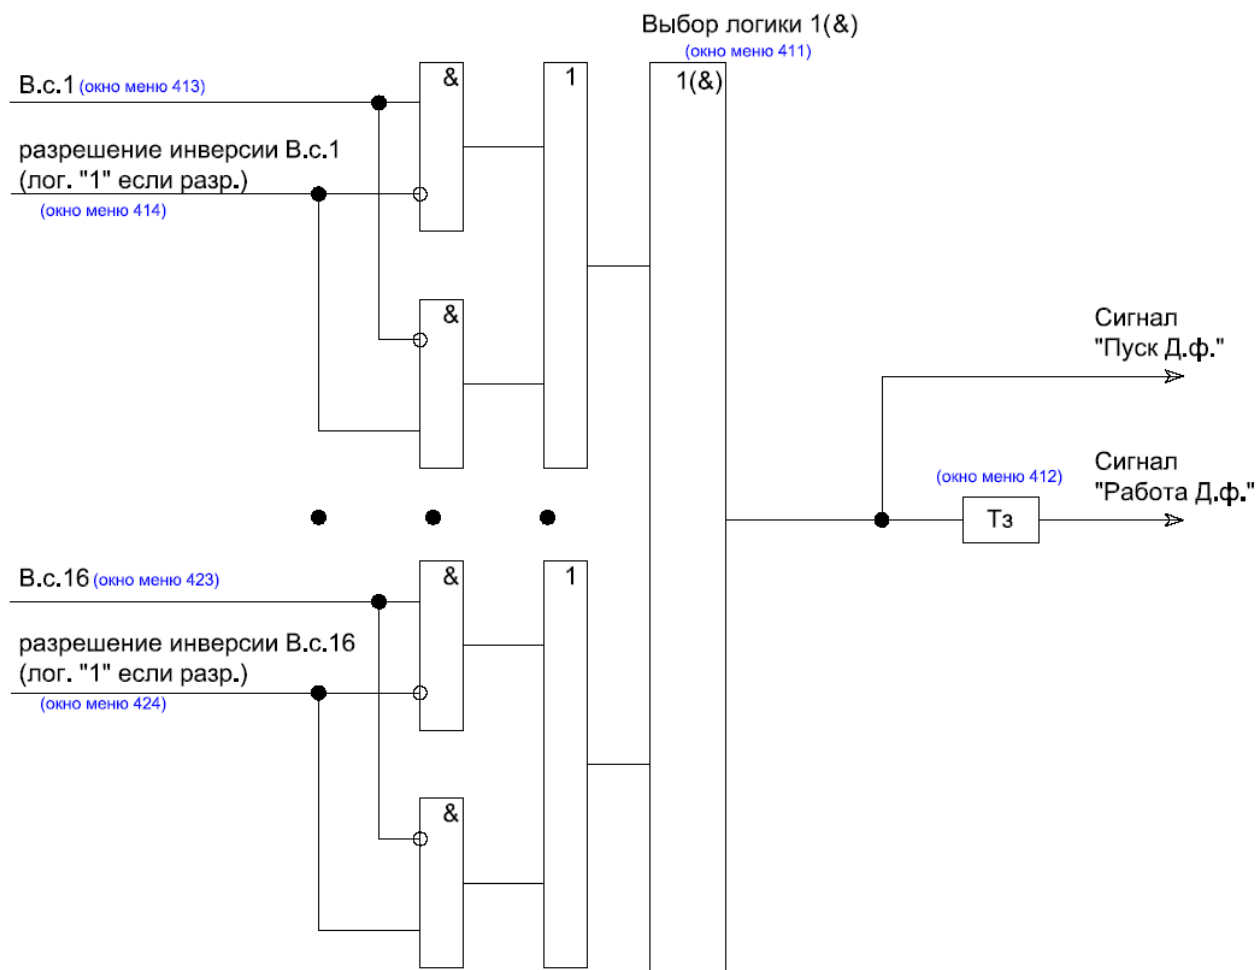 Выбор логики 1(&)
(окно меню 411)
В.с.1 (окно меню 413)
&
1
1(&)
разрешение инверсии В.с.1
(лог. "1" если разр.)
(окно меню 414)
&
Сигнал
"Пуск Д.ф."
(окно меню 412)
Сигнал
"Работа Д.ф."
Тз
В.с.16 (окно меню 423)
&
1
разрешение инверсии В.с.16
(лог. "1" если разр.)
(окно меню 424)
&